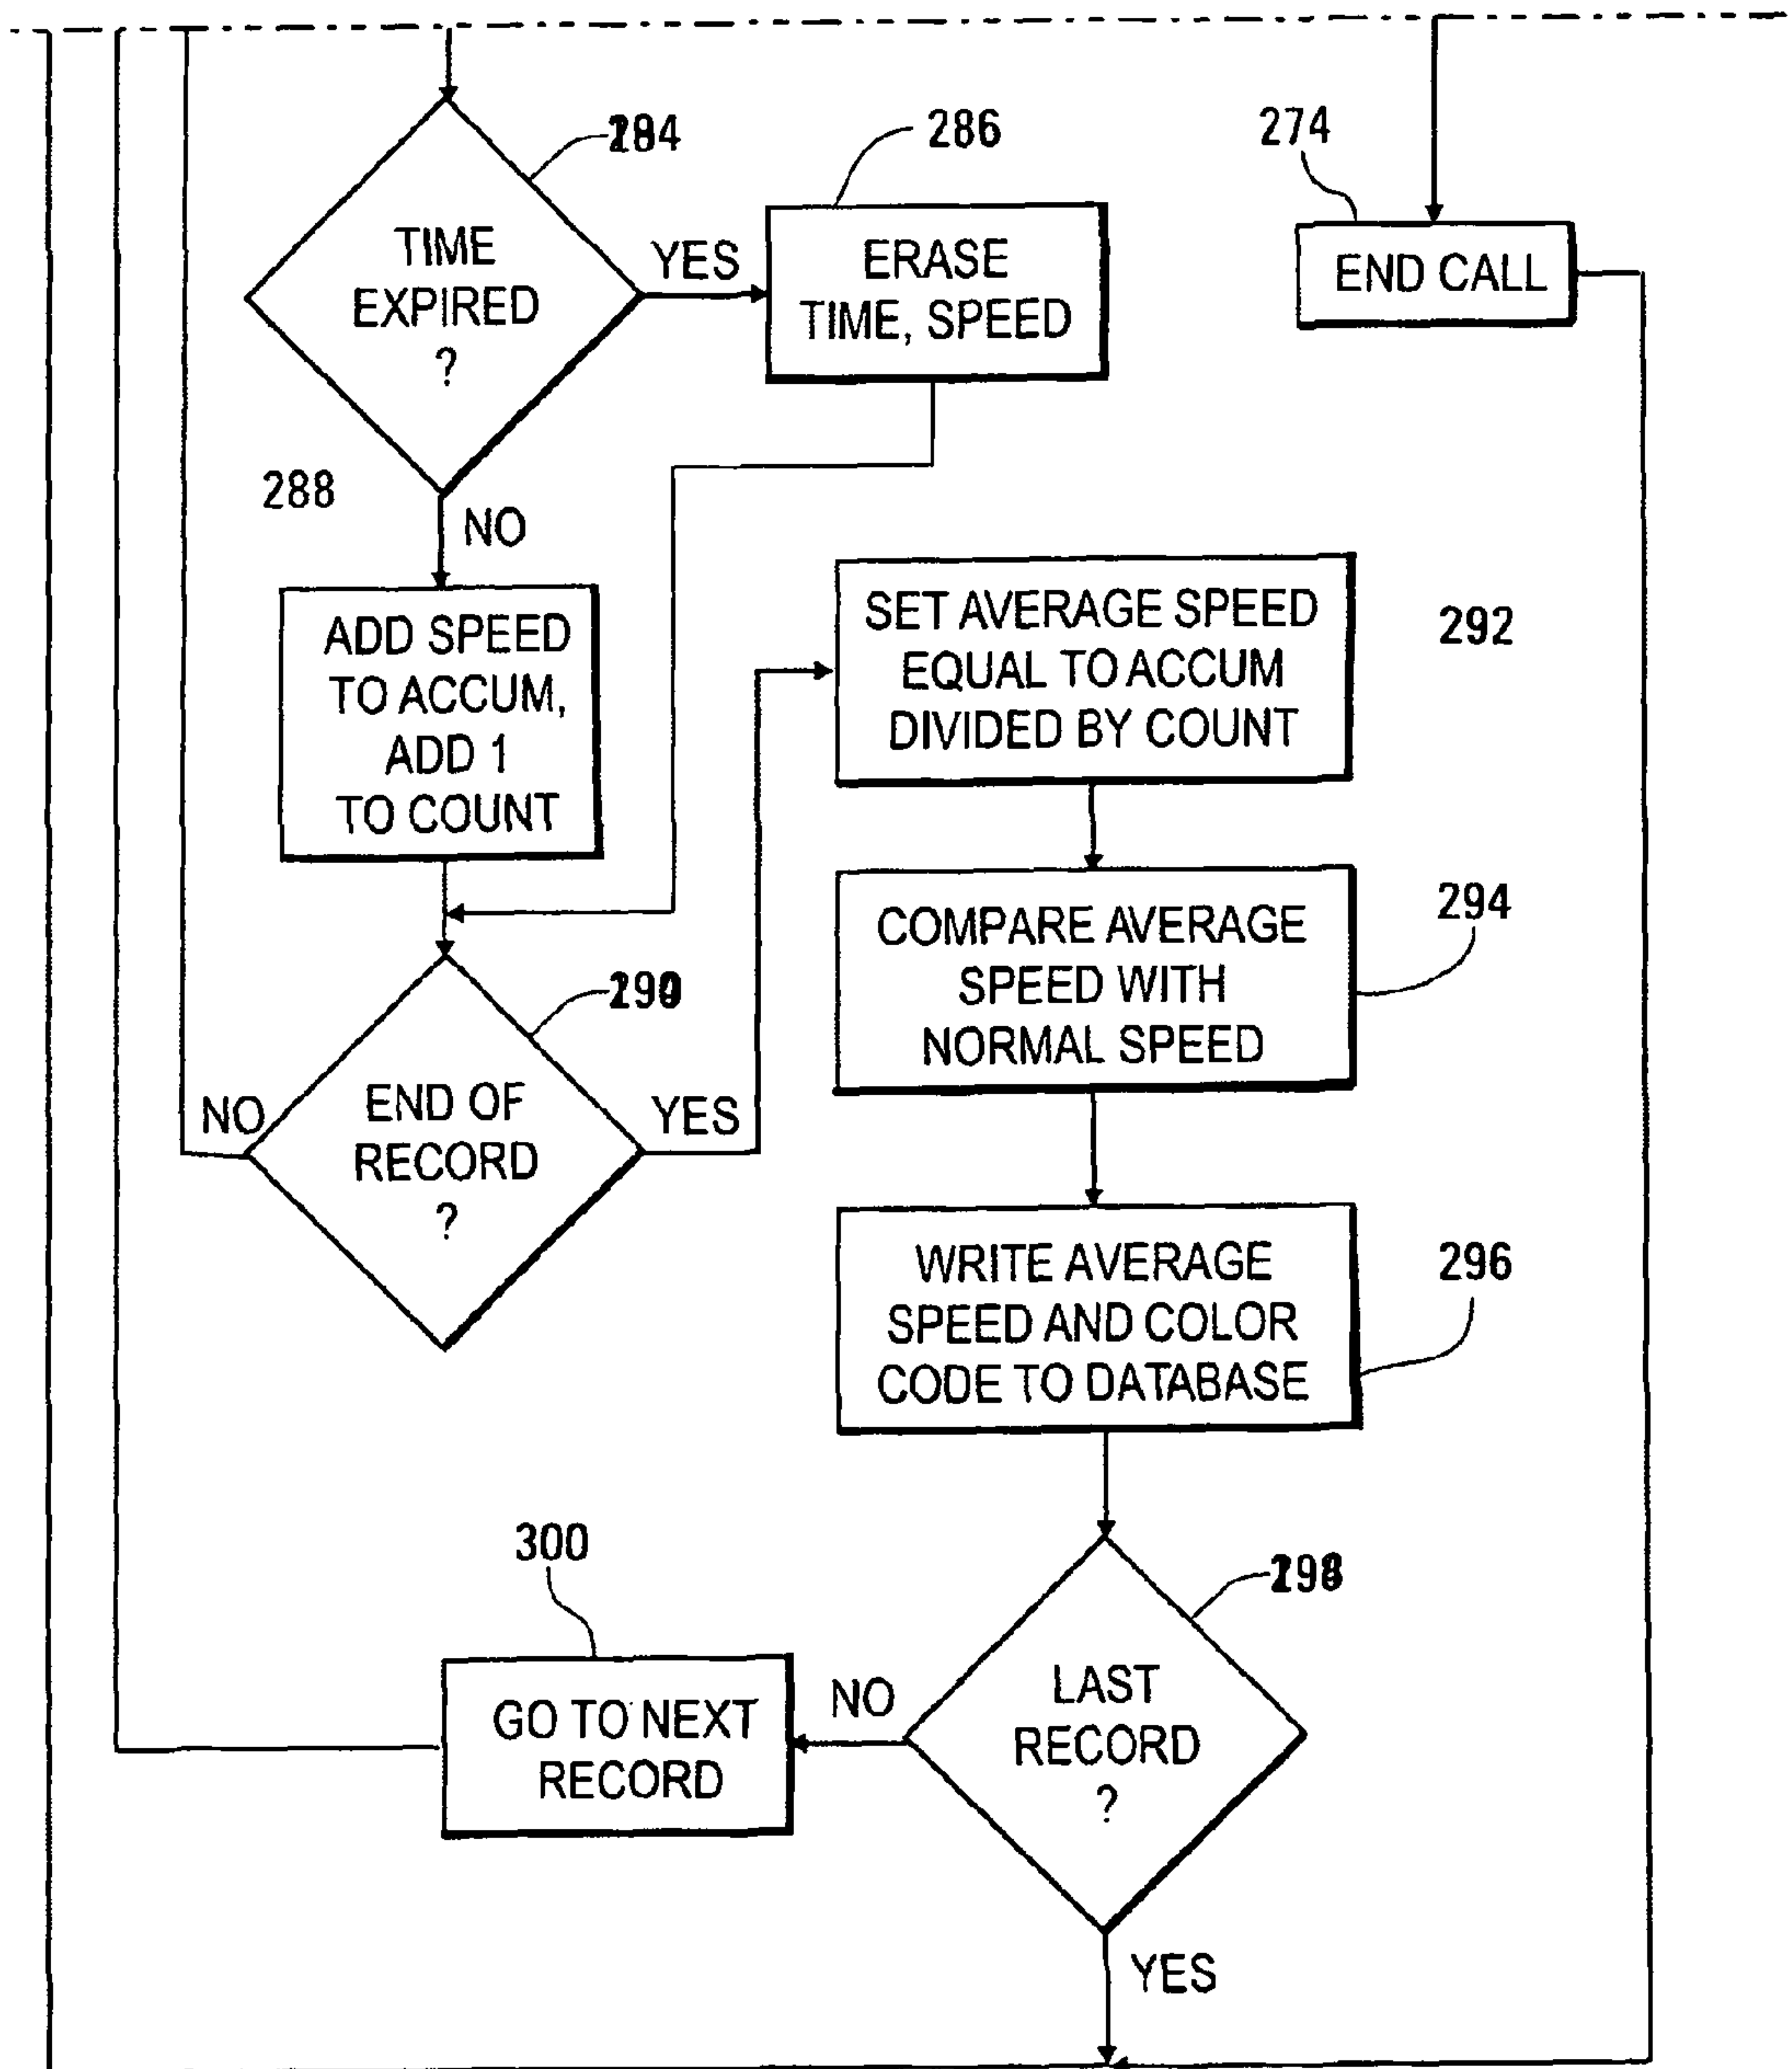 286
274
TIME
EXPIRED
?
YES
ERASE
TIME, SPEED
END CALL
288
NO
ADD SPEED
TO ACCUM,
ADD 1
TO COUNT
SET AVERAGE SPEED
EQUAL TO ACCUM
DIVIDED BY COUNT
292
COMPARE AVERAGE
SPEED WITH
NORMAL SPEED
294
END OF
RECORD
?
NO
YES
WRITE AVERAGE
SPEED AND COLOR
CODE TO DATABASE
296
300
GO TO NEXT
RECORD
NO
LAST
RECORD
?
YES